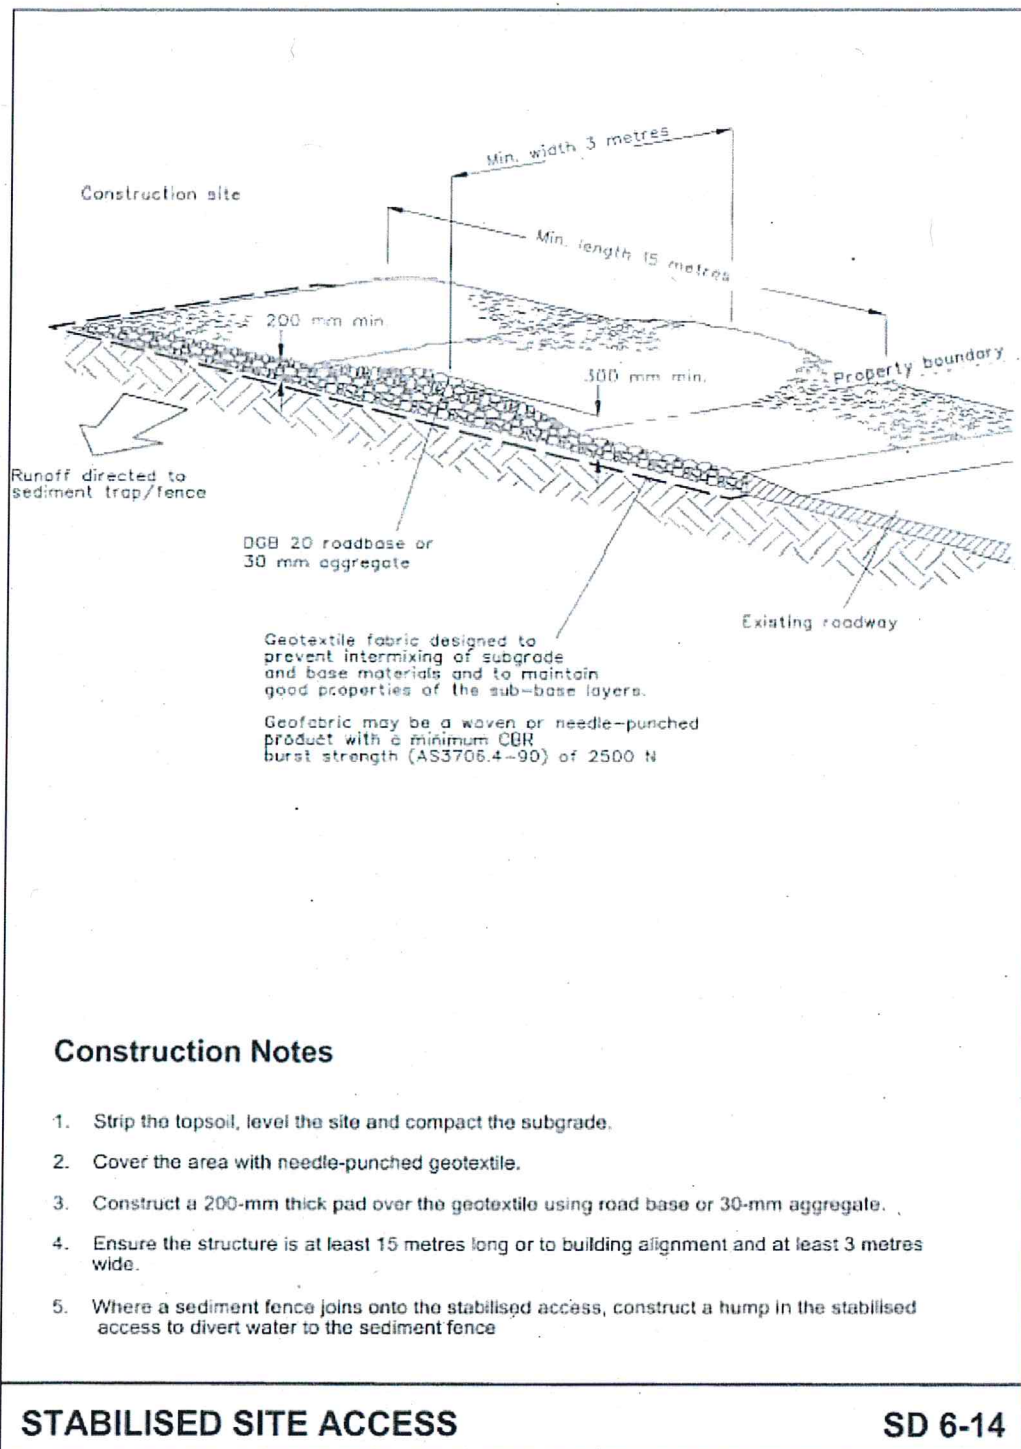 Min. width 3 metres
Construction site
Min. length 15 metres
200 mm min.
300 mm min.
Property boundary
Runoff directed to
sediment trap/fence
DGB 20 roadbase or
30 mm aggregate
Existing roadway
Geotextile fabric designed to
prevent intermixing of subgrade
and base materials and to maintain
good properties of the sub-base layers.
Geofabric may be a woven or needle-punched
product with a minimum CBR
burst strength (AS3706.4-90) of 2500 N
Construction Notes
1. Strip the topsoil, level the site and compact the subgrade.
2. Cover the area with needle-punched geotextile.
3. Construct a 200-mm thick pad over the geotextile using road base or 30-mm aggregate.
4. Ensure the structure is at least 15 metres long or to building alignment and at least 3 metres
wide.
5. Where a sediment fence joins onto the stabilised access, construct a hump in the stabilised
access to divert water to the sediment fence
STABILISED SITE ACCESS
SD 6-14